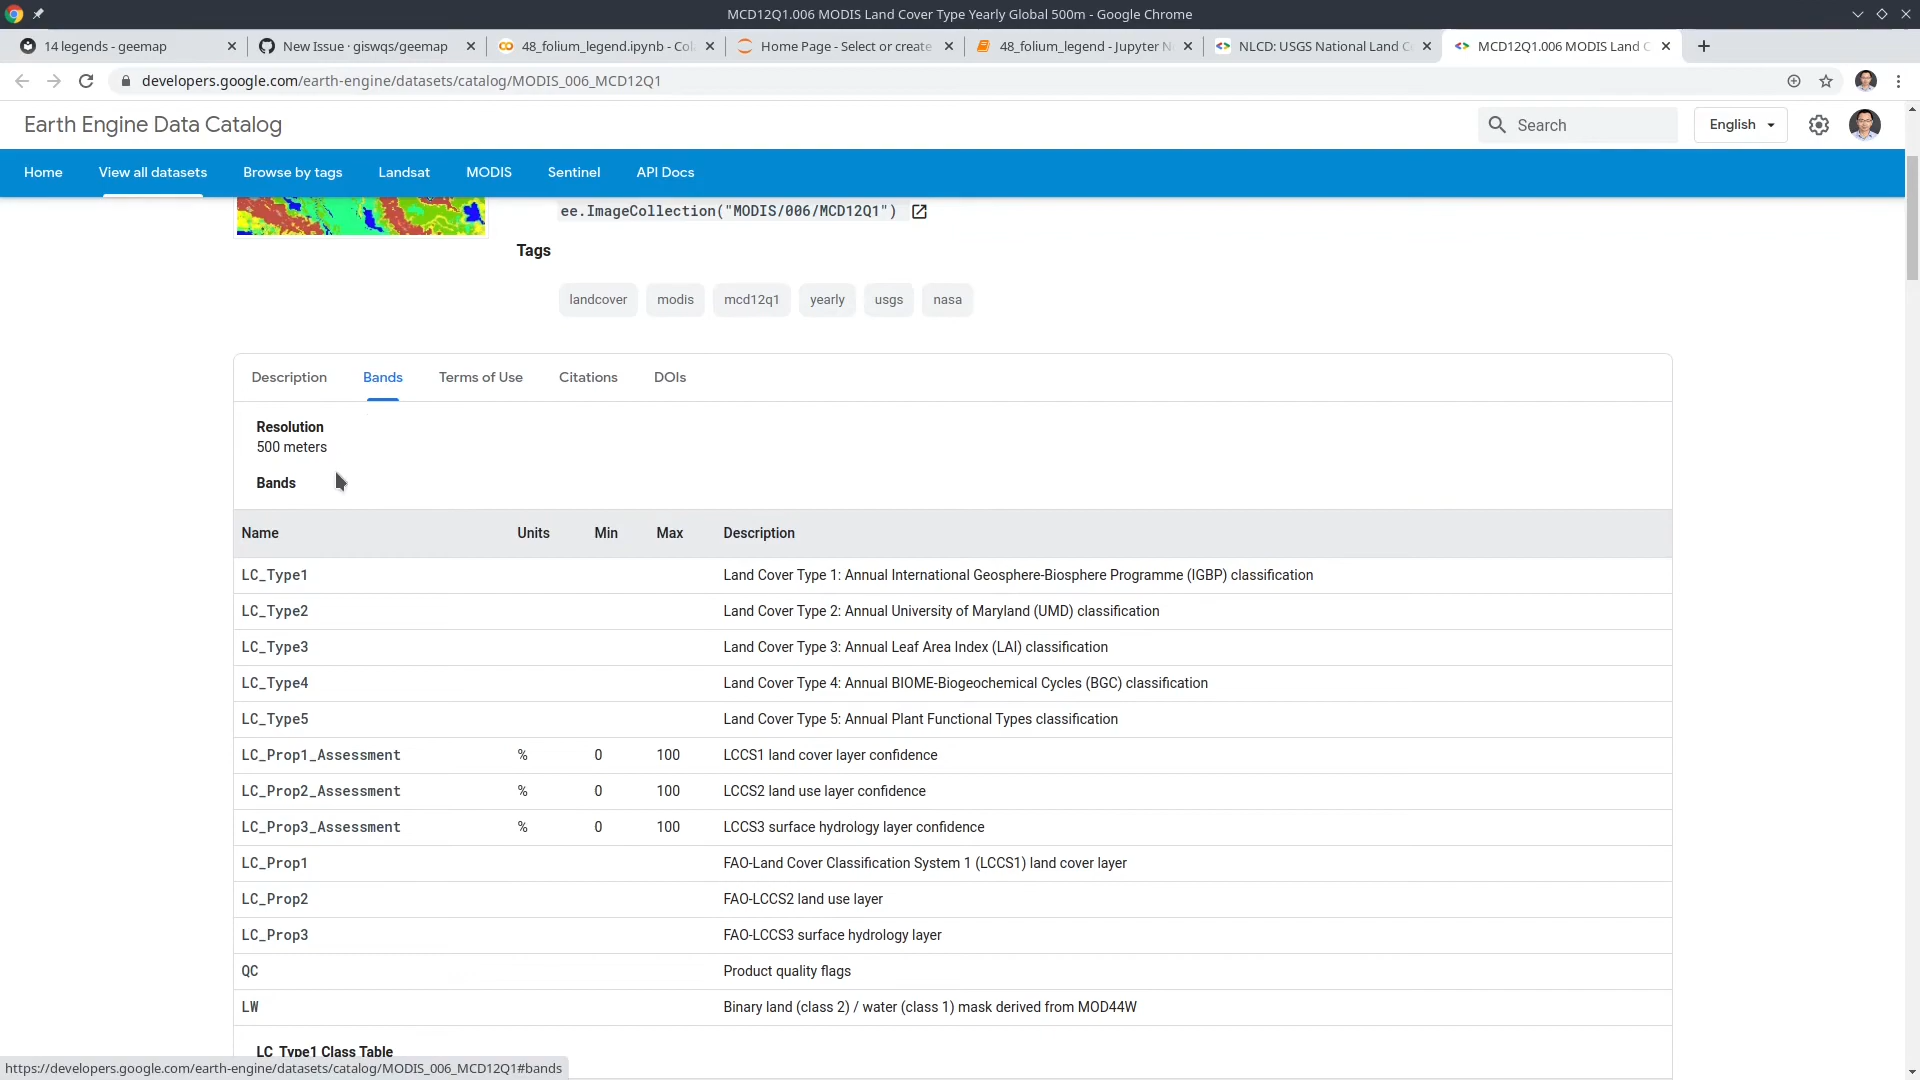 MCD12Q1.006 MODIS Land Cover Type Yearly Global 500m - Google Chrome
14 legends - geemap
New Issue · giswqs/geemap
48_folium_legend.ipynb - Col
Home Page - Select or create
48_folium_legend - Jupyter N
NLCD: USGS National Land C
MCD12Q1.006 MODIS Land C
developers.google.com/earth-engine/datasets/catalog/MODIS_006_MCD12Q1
Earth Engine Data Catalog
Search
English
Home
View all datasets
Browse by tags
Landsat
MODIS
Sentinel
API Docs
ee.ImageCollection("MODIS/006/MCD12Q1")
Tags
landcover
modis
mcd12q1
yearly
usgs
nasa
Description
Bands
Terms of Use
Citations
DOIs
Resolution
500 meters
Bands
Name Units Min Max Description
LC_Type1 Land Cover Type 1: Annual International Geosphere-Biosphere Programme (IGBP) classification
LC_Type2 Land Cover Type 2: Annual University of Maryland (UMD) classification
LC_Type3 Land Cover Type 3: Annual Leaf Area Index (LAI) classification
LC_Type4 Land Cover Type 4: Annual BIOME-Biogeochemical Cycles (BGC) classification
LC_Type5 Land Cover Type 5: Annual Plant Functional Types classification
LC_Prop1_Assessment % 0 100 LCCS1 land cover layer confidence
LC_Prop2_Assessment % 0 100 LCCS2 land use layer confidence
LC_Prop3_Assessment % 0 100 LCCS3 surface hydrology layer confidence
LC_Prop1 FAO-Land Cover Classification System 1 (LCCS1) land cover layer
LC_Prop2 FAO-LCCS2 land use layer
LC_Prop3 FAO-LCCS3 surface hydrology layer
QC Product quality flags
LW Binary land (class 2) / water (class 1) mask derived from MOD44W
LC_Type1 Class Table
https://developers.google.com/earth-engine/datasets/catalog/MODIS_006_MCD12Q1#bands